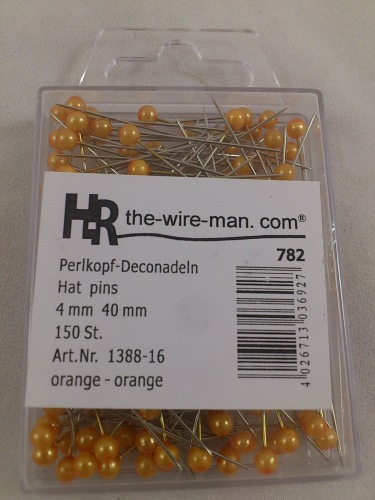 HR the-wire-man. com®
782
Perlkopf-Deconadeln
Hat pins
4 mm 40 mm
150 St.
Art.Nr. 1388-16
orange - orange
4 026713 036927